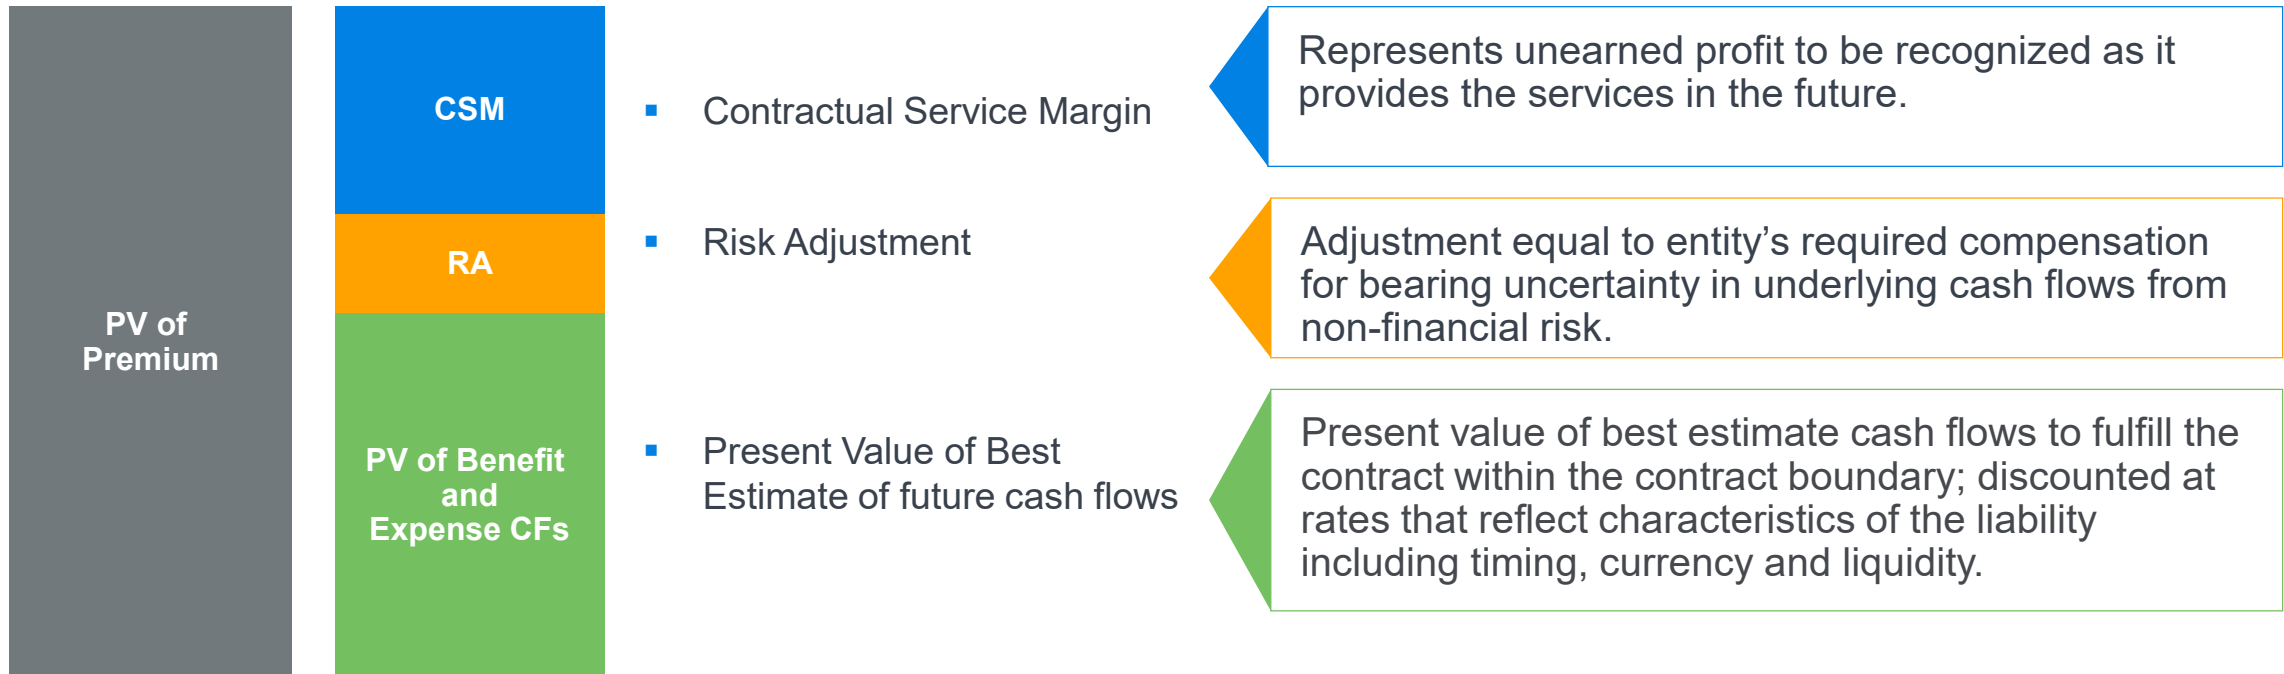 PV of
Premium
CSM
RA
PV of Benefit
and
Expense CFs
▪ Contractual Service Margin
▪ Risk Adjustment
▪ Present Value of Best
Estimate of future cash flows
Represents unearned profit to be recognized as it
provides the services in the future.
Adjustment equal to entity’s required compensation
for bearing uncertainty in underlying cash flows from
non-financial risk.
Present value of best estimate cash flows to fulfill the
contract within the contract boundary; discounted at
rates that reflect characteristics of the liability
including timing, currency and liquidity.